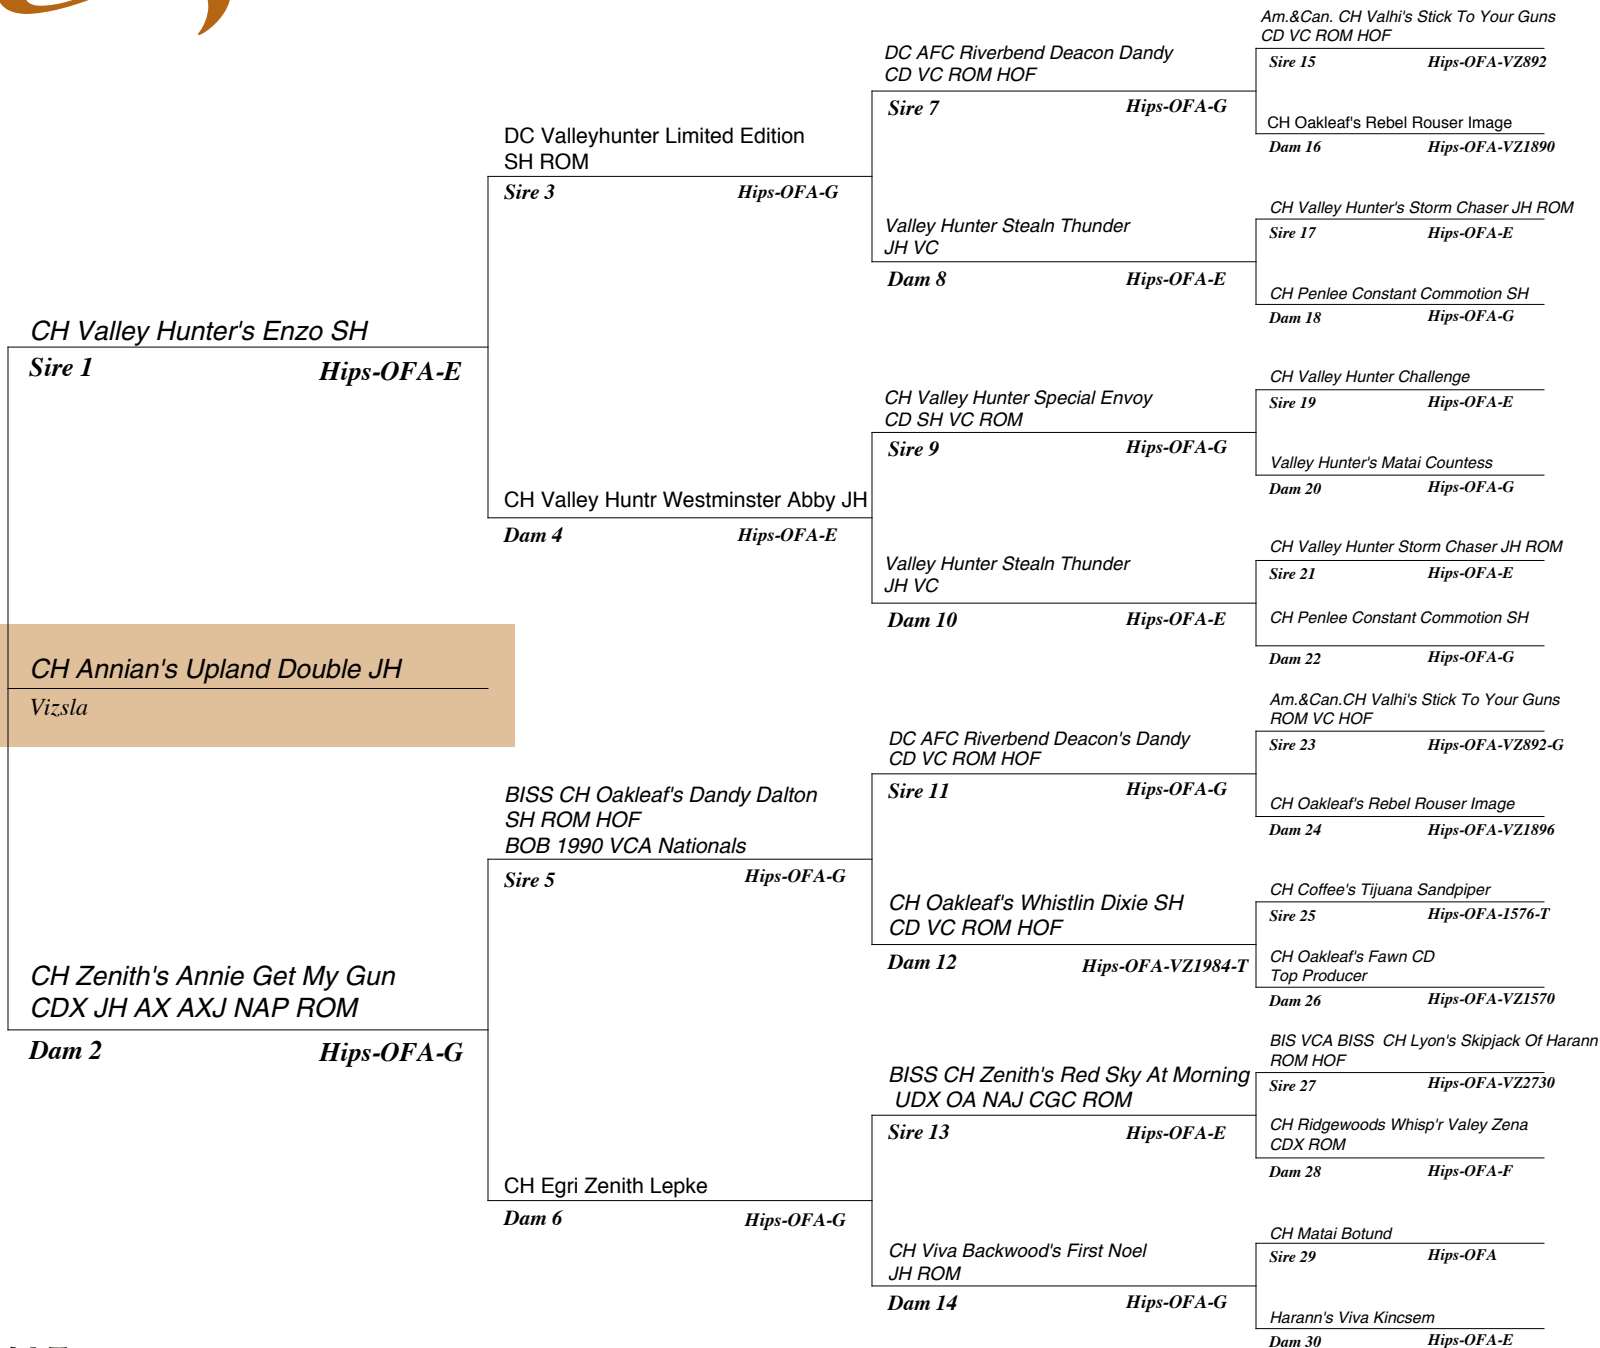 Am.&Can. CH Valhi's Stick To Your Guns
CD VC ROM HOF
Sire 15 Hips-OFA-VZ892
DC AFC Riverbend Deacon Dandy
CD VC ROM HOF
Sire 7 Hips-OFA-G
CH Oakleaf's Rebel Rouser Image
Dam 16 Hips-OFA-VZ1890
DC Valleyhunter Limited Edition
SH ROM
Sire 3 Hips-OFA-G
CH Valley Hunter's Storm Chaser JH ROM
Sire 17 Hips-OFA-E
Valley Hunter Stealn Thunder
JH VC
Dam 8 Hips-OFA-E
CH Penlee Constant Commotion SH
Dam 18 Hips-OFA-G
CH Valley Hunter's Enzo SH
Sire 1 Hips-OFA-E
CH Valley Hunter Challenge
Sire 19 Hips-OFA-E
CH Valley Hunter Special Envoy
CD SH VC ROM
Sire 9 Hips-OFA-G
Valley Hunter's Matai Countess
Dam 20 Hips-OFA-G
CH Valley Huntr Westminster Abby JH
Dam 4 Hips-OFA-E
CH Valley Hunter Storm Chaser JH ROM
Sire 21 Hips-OFA-E
Valley Hunter Stealn Thunder
JH VC
Dam 10 Hips-OFA-E
CH Penlee Constant Commotion SH
Dam 22 Hips-OFA-G
CH Annian's Upland Double JH
Vizsla
Am.&Can.CH Valhi's Stick To Your Guns
ROM VC HOF
Sire 23 Hips-OFA-VZ892-G
DC AFC Riverbend Deacon's Dandy
CD VC ROM HOF
Sire 11 Hips-OFA-G
CH Oakleaf's Rebel Rouser Image
Dam 24 Hips-OFA-VZ1896
BISS CH Oakleaf's Dandy Dalton
SH ROM HOF
BOB 1990 VCA Nationals
Sire 5 Hips-OFA-G
CH Coffee's Tijuana Sandpiper
Sire 25 Hips-OFA-1576-T
CH Oakleaf's Whistlin Dixie SH
CD VC ROM HOF
Dam 12 Hips-OFA-VZ1984-T
CH Oakleaf's Fawn CD
Top Producer
Dam 26 Hips-OFA-VZ1570
CH Zenith's Annie Get My Gun
CDX JH AX AXJ NAP ROM
Dam 2 Hips-OFA-G
BIS VCA BISS CH Lyon's Skipjack Of Harann
ROM HOF
Sire 27 Hips-OFA-VZ2730
BISS CH Zenith's Red Sky At Morning
UDX OA NAJ CGC ROM
Sire 13 Hips-OFA-E
CH Ridgewoods Whisp'r Valey Zena
CDX ROM
Dam 28 Hips-OFA-F
CH Egri Zenith Lepke
Dam 6 Hips-OFA-G
CH Matai Botund
Sire 29 Hips-OFA
CH Viva Backwood's First Noel
JH ROM
Dam 14 Hips-OFA-G
Harann's Viva Kincsem
Dam 30 Hips-OFA-E